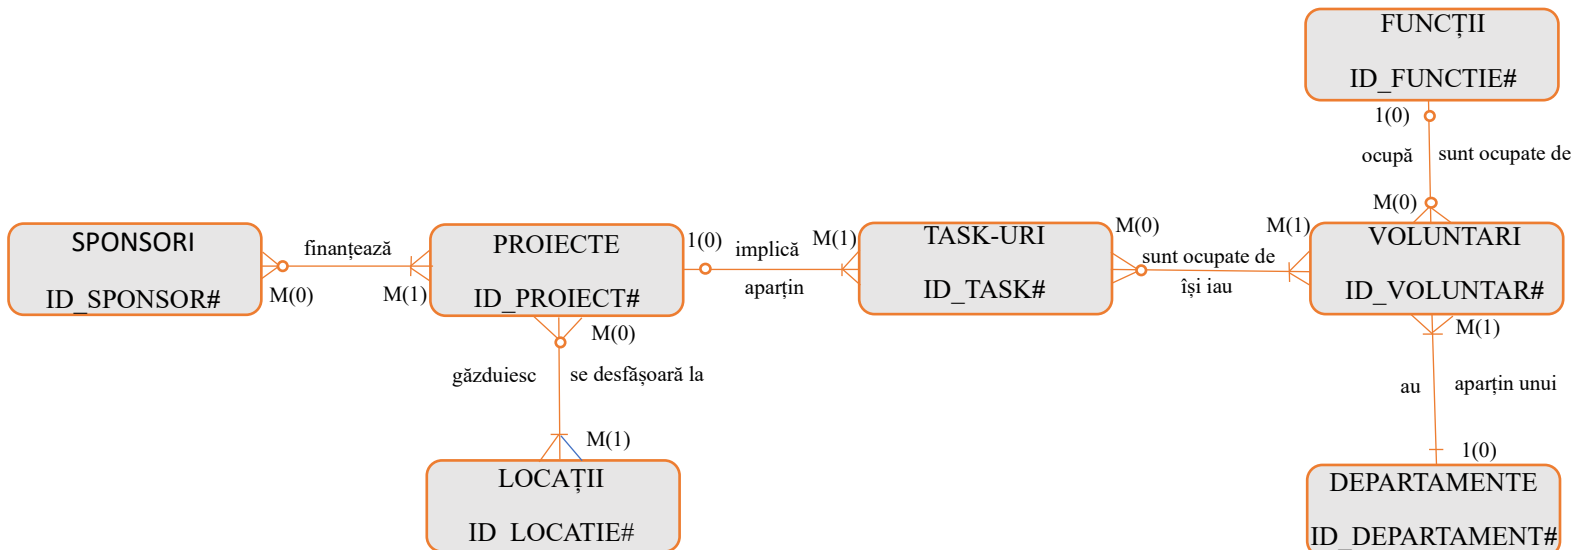 FUNCȚII
ID_FUNCTIE#
1(0)
ocupă
sunt ocupate de
M(0)
SPONSORI
ID_SPONSOR#
finanțează
M(0)
M(1)
PROIECTE
ID_PROIECT#
1(0)
implică
M(1)
aparțin
TASK-URI
ID_TASK#
M(0)
sunt ocupate de
M(1)
își iau
VOLUNTARI
ID_VOLUNTAR#
M(0)
găzduiesc
se desfășoară la
M(1)
LOCAȚII
ID_LOCATIE#
M(1)
au
aparțin unui
1(0)
DEPARTAMENTE
ID_DEPARTAMENT#